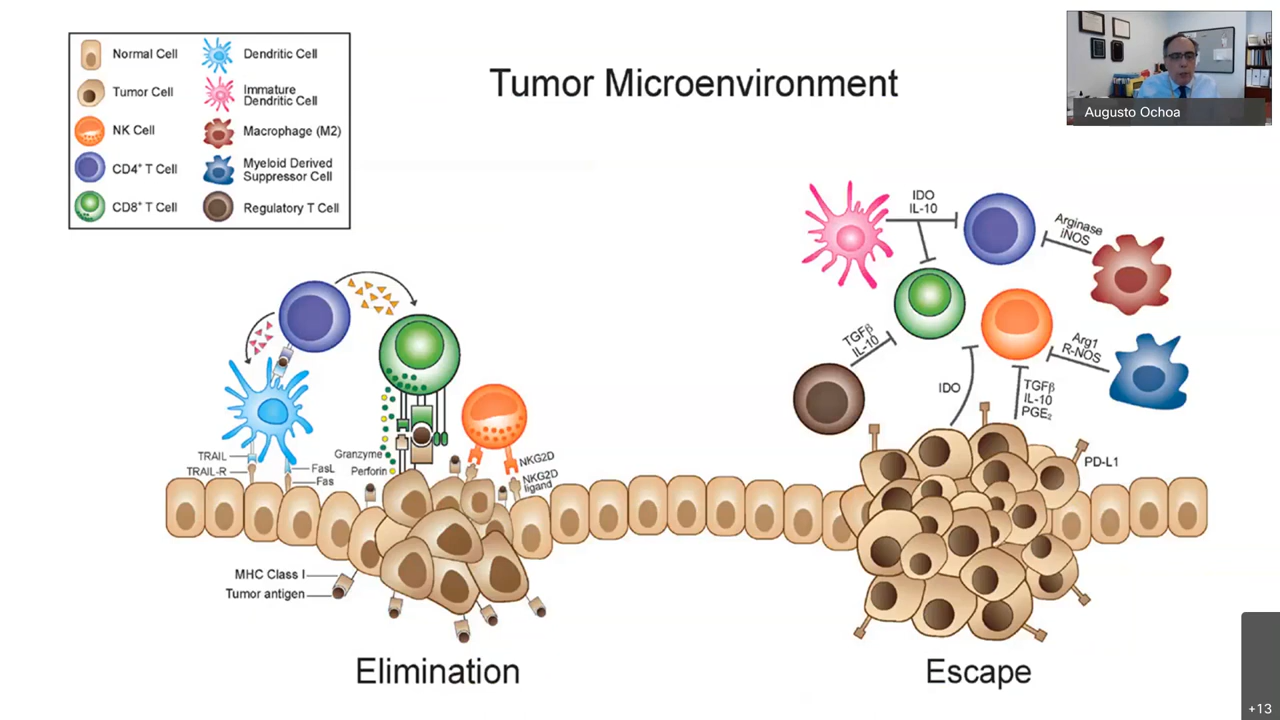 Tumor Microenvironment
Augusto Ochoa
Normal Cell
Tumor Cell
NK Cell
CD4⁺ T Cell
CD8⁺ T Cell
Dendritic Cell
Immature
Dendritic Cell
Macrophage (M2)
Myeloid Derived
Suppressor Cell
Regulatory T Cell
TRAIL
TRAIL-R
FasL
Fas
Granzyme
Perforin
NKG2D
NKG2D
ligand
MHC Class I
Tumor antigen
Elimination
IDO
IL-10
Arginase
iNOS
TGFβ
IL-10
Arg1
R-NOS
IDO
TGFβ
IL-10
PGE₂
PD-L1
Escape
+13